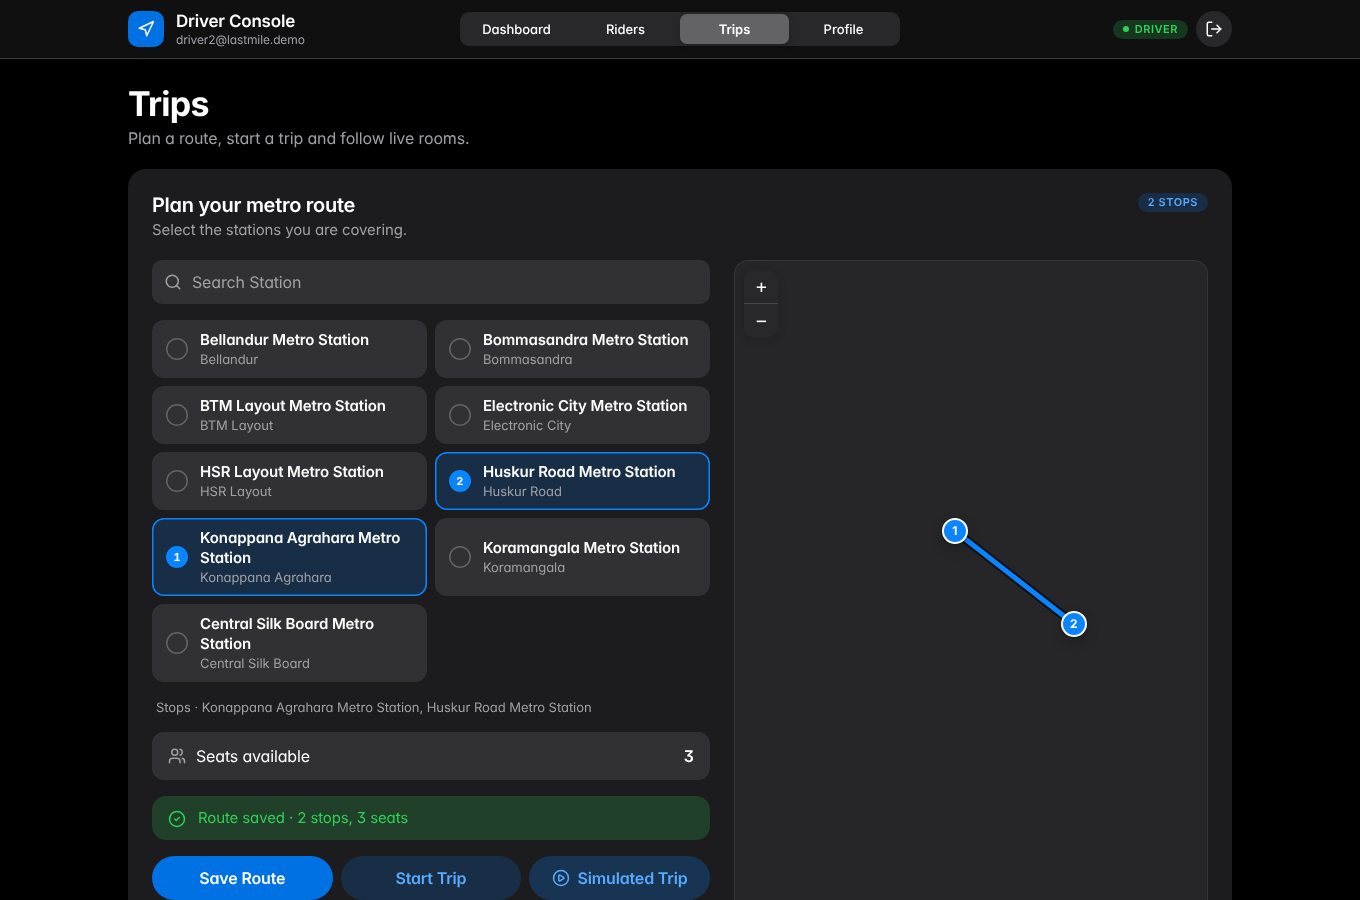 Driver Console
driver2@lastmile.demo
Dashboard
Riders
Trips
Profile
DRIVER
Trips
Plan a route, start a trip and follow live rooms.
Plan your metro route
Select the stations you are covering.
2 STOPS
Search Station
Bellandur Metro Station
Bellandur
Bommasandra Metro Station
Bommasandra
BTM Layout Metro Station
BTM Layout
Electronic City Metro Station
Electronic City
HSR Layout Metro Station
HSR Layout
2
Huskur Road Metro Station
Huskur Road
1
Konappana Agrahara Metro
Station
Konappana Agrahara
Koramangala Metro Station
Koramangala
Central Silk Board Metro
Station
Central Silk Board
Stops · Konappana Agrahara Metro Station, Huskur Road Metro Station
Seats available
3
Route saved · 2 stops, 3 seats
Save Route
Start Trip
Simulated Trip
+
−
1
2